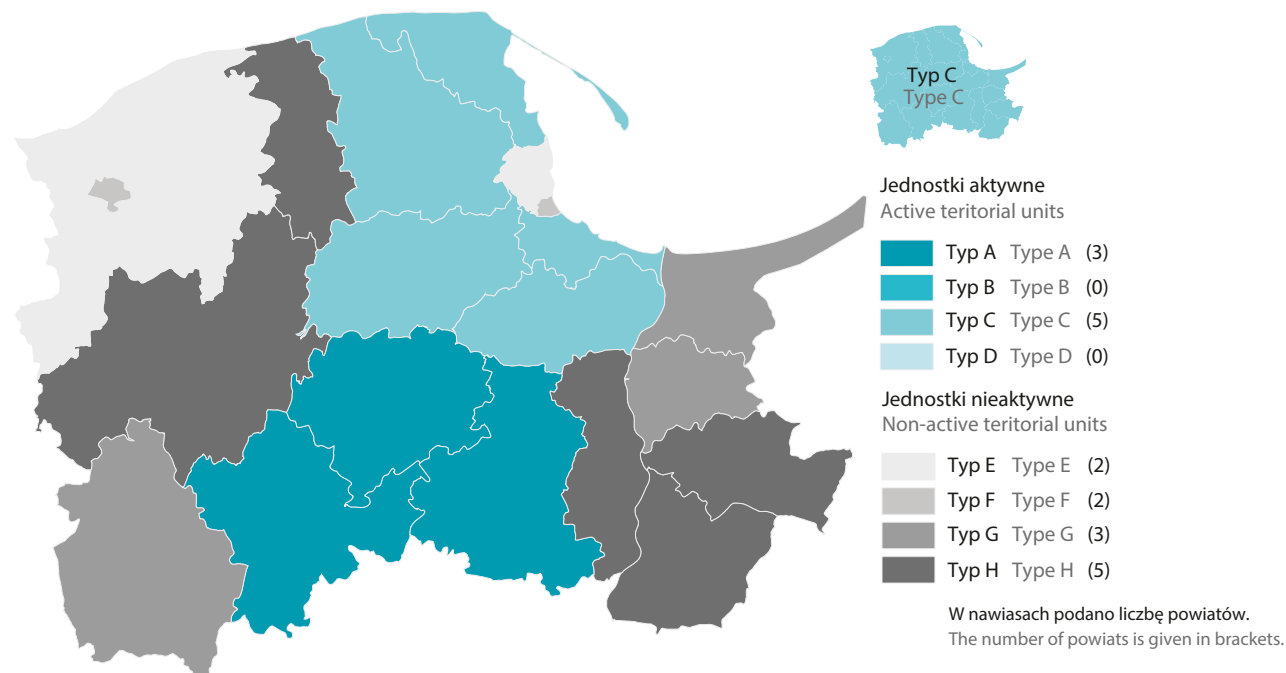 Typ C
Type C
Jednostki aktywne
Active teritorial units
Typ A Type A (3)
Typ B Type B (0)
Typ C Type C (5)
Typ D Type D (0)
Jednostki nieaktywne
Non-active teritorial units
Typ E Type E (2)
Typ F Type F (2)
Typ G Type G (3)
Typ H Type H (5)
W nawiasach podano liczbę powiatów.
The number of powiats is given in brackets.